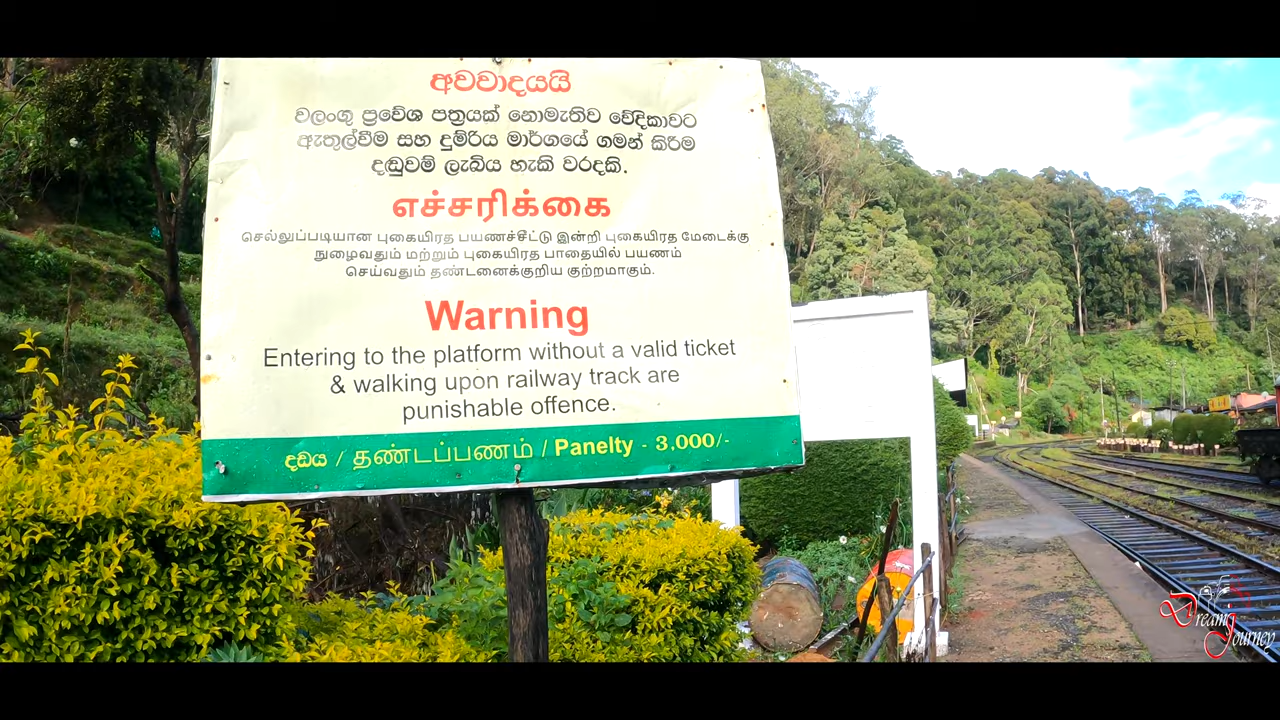 අවවාදයයි
වලංගු ප්‍රවේශ පත්‍රයක් නොමැතිව වේදිකාවට
ඇතුල්වීම සහ දුම්රිය මාර්ගයේ ගමන් කිරීම
දඬුවම් ලැබිය හැකි වරදකි.
எச்சரிக்கை
செல்லுப்படியான புகையிரத பயணச்சீட்டு இன்றி புகையிரத மேடைக்கு
நுழைவதும் மற்றும் புகையிரத பாதையில் பயணம்
செய்வதும் தண்டனைக்குறிய குற்றமாகும்.
Warning
Entering to the platform without a valid ticket
& walking upon railway track are
punishable offence.
දඩය / தண்டப்பணம் / Panelty - 3,000/-
Dream
Journey